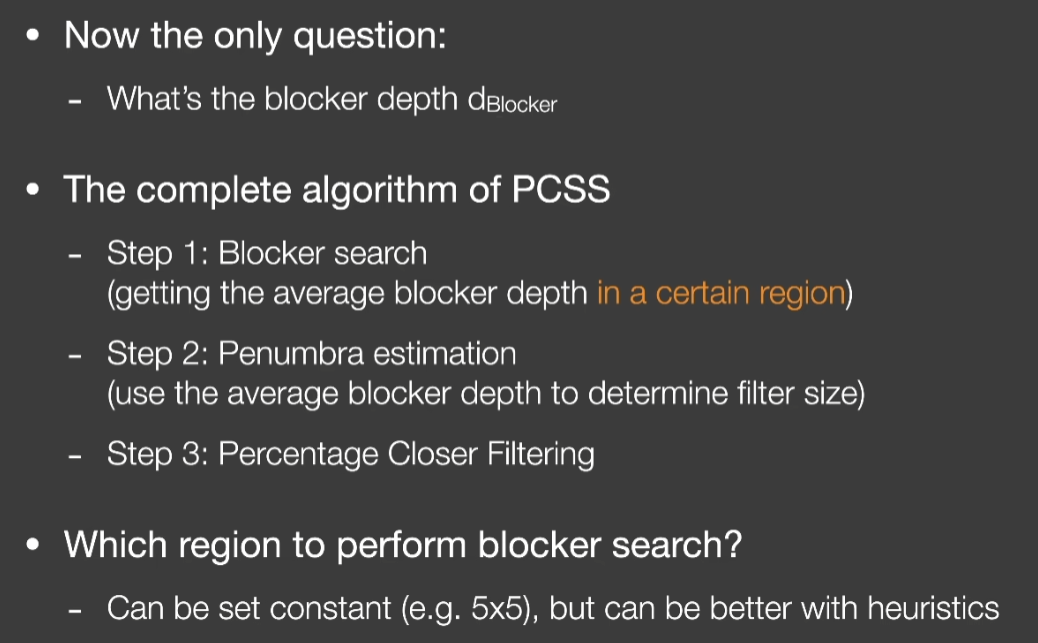 • Now the only question:
- What's the blocker depth dBlocker
• The complete algorithm of PCSS
- Step 1: Blocker search
(getting the average blocker depth in a certain region)
- Step 2: Penumbra estimation
(use the average blocker depth to determine filter size)
- Step 3: Percentage Closer Filtering
• Which region to perform blocker search?
- Can be set constant (e.g. 5x5), but can be better with heuristics